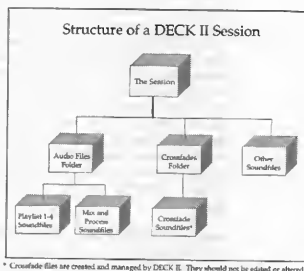 Structure of a DECK II Session
The Session
Audio Files
Folder
Crossfades
Folder
Other
Soundfiles
Playlist 1-4
Soundfiles
Mix and
Process
Soundfiles
Crossfade
Soundfiles*
* Crossfade files are created and managed by DECK II. They should not be edited or altered